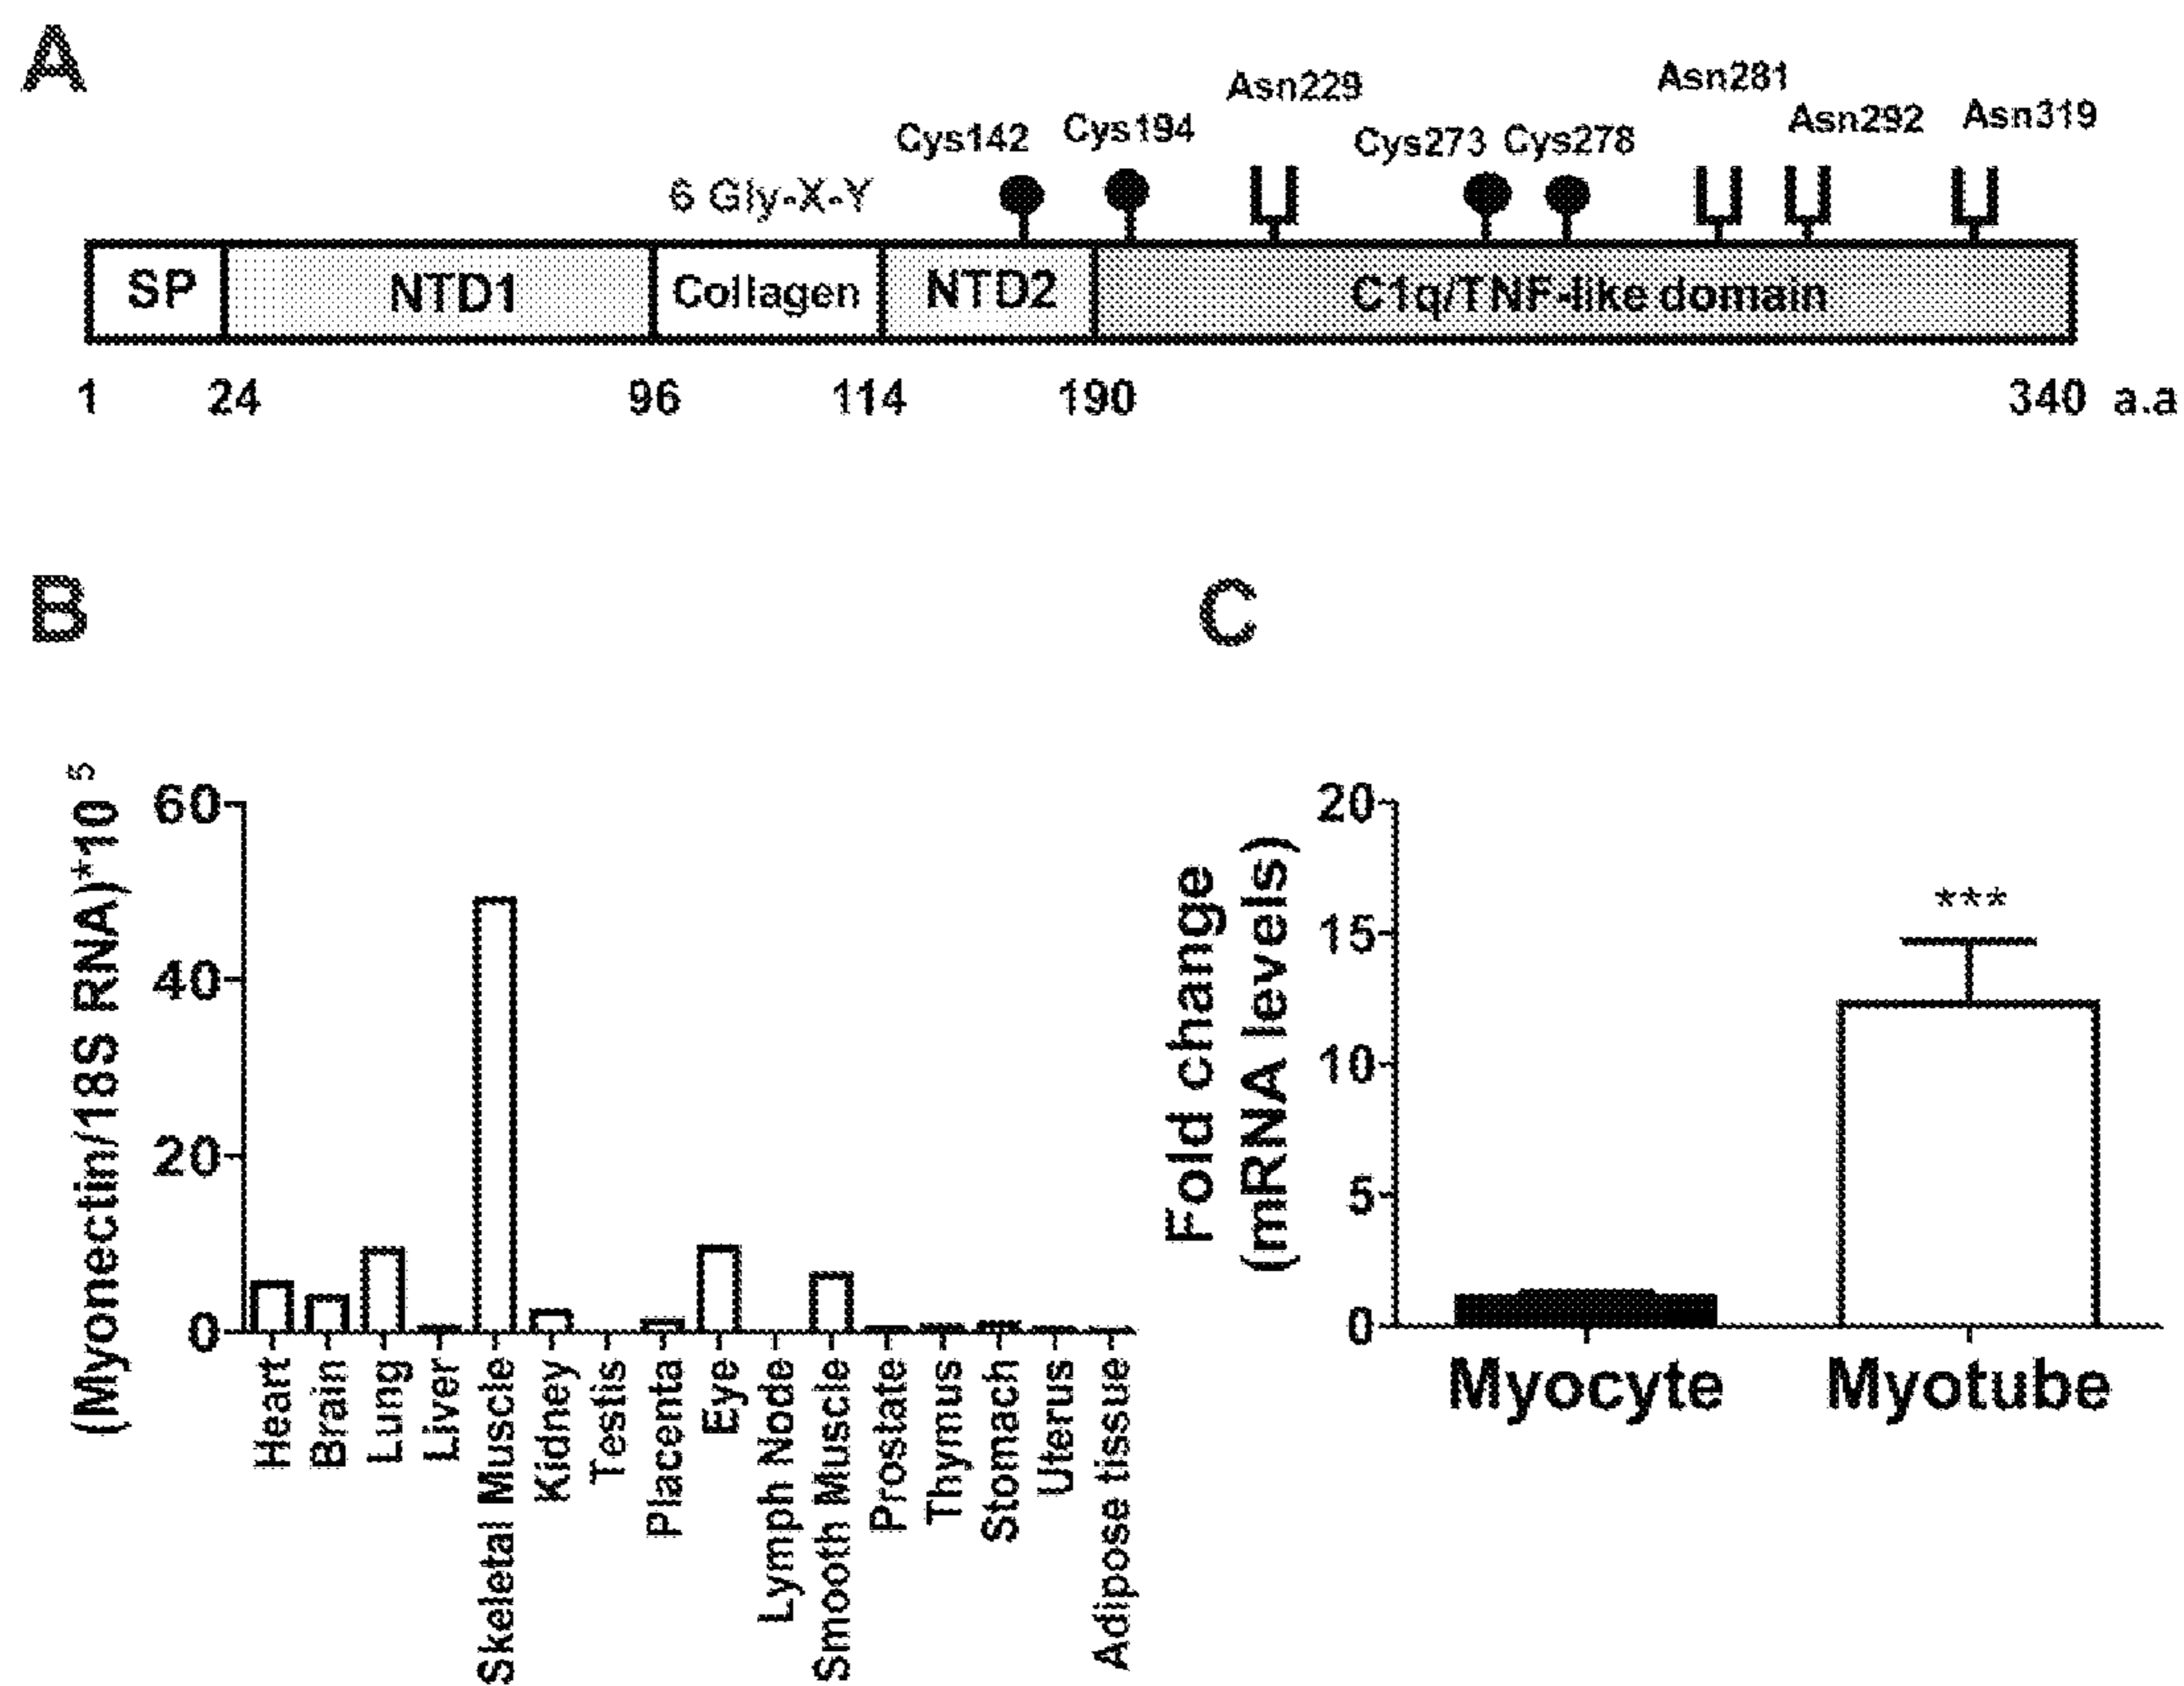 A
Asn229
Asn281
Cys142
Cys194
Cys273
Cys278
Asn292
Asn319
6 Gly-X-Y
SP
NTD1
Collagen
NTD2
C1q/TNF-like domain
1
24
96
114
190
340 a.a
B
(Myonectin/18S RNA)*10 5
60
40
20
0
Heart
Brain
Lung
Liver
Skeletal Muscle
Kidney
Testis
Placenta
Eye
Lymph Node
Smooth Muscle
Prostate
Thymus
Stomach
Uterus
Adipose tissue
C
Fold change
(mRNA levels)
20
15
10
5
0
***
Myocyte
Myotube